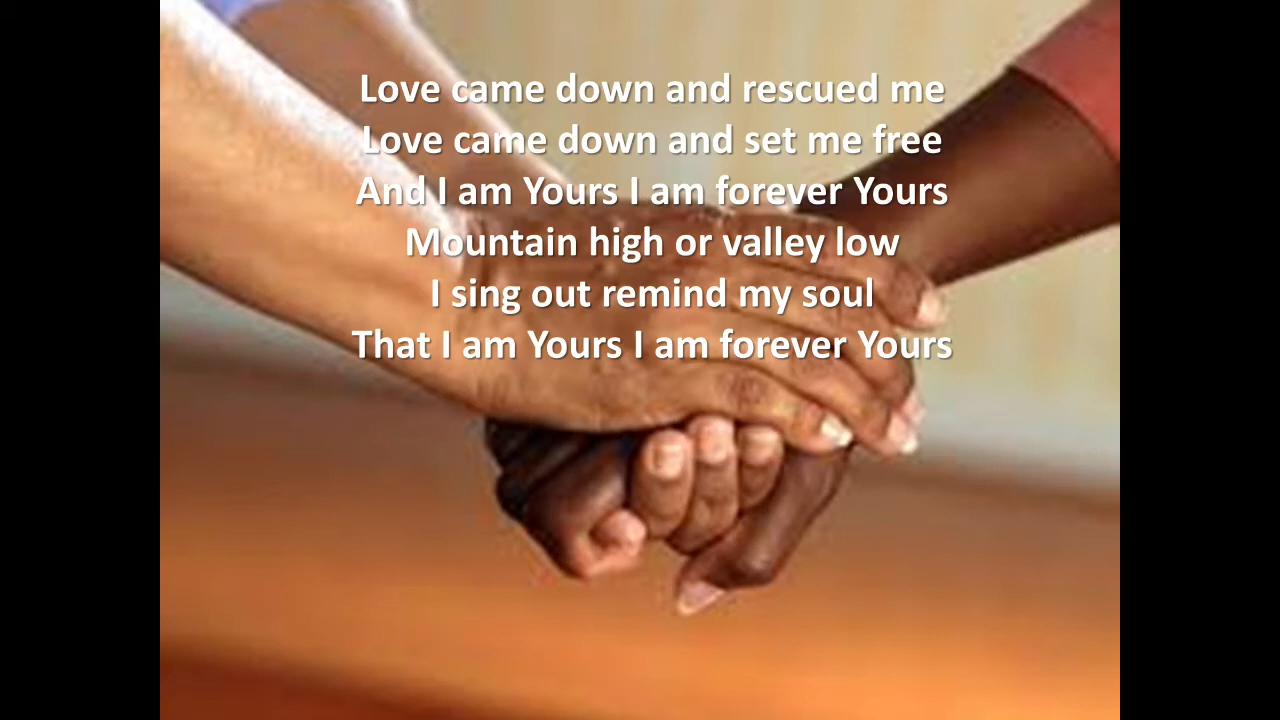 Love came down and rescued me
Love came down and set me free
And I am Yours I am forever Yours
Mountain high or valley low
I sing out remind my soul
That I am Yours I am forever Yours